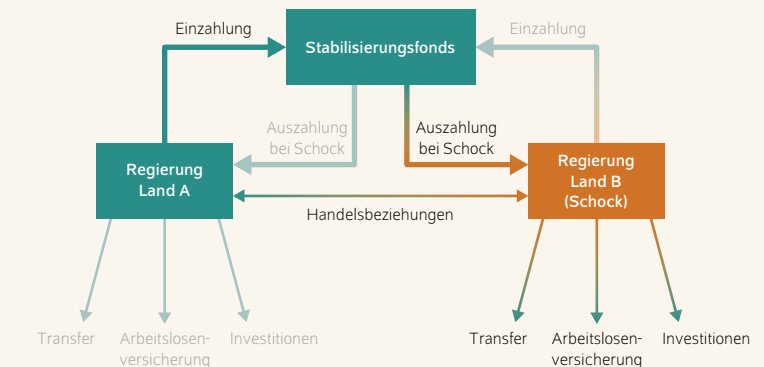 Einzahlung
Stabilisierungsfonds
Einzahlung
Auszahlung
bei Schock
Auszahlung
bei Schock
Regierung
Land A
Regierung
Land B
(Schock)
Handelsbeziehungen
Transfer
Arbeitslosen-
versicherung
Investitionen
Transfer
Arbeitslosen-
versicherung
Investitionen